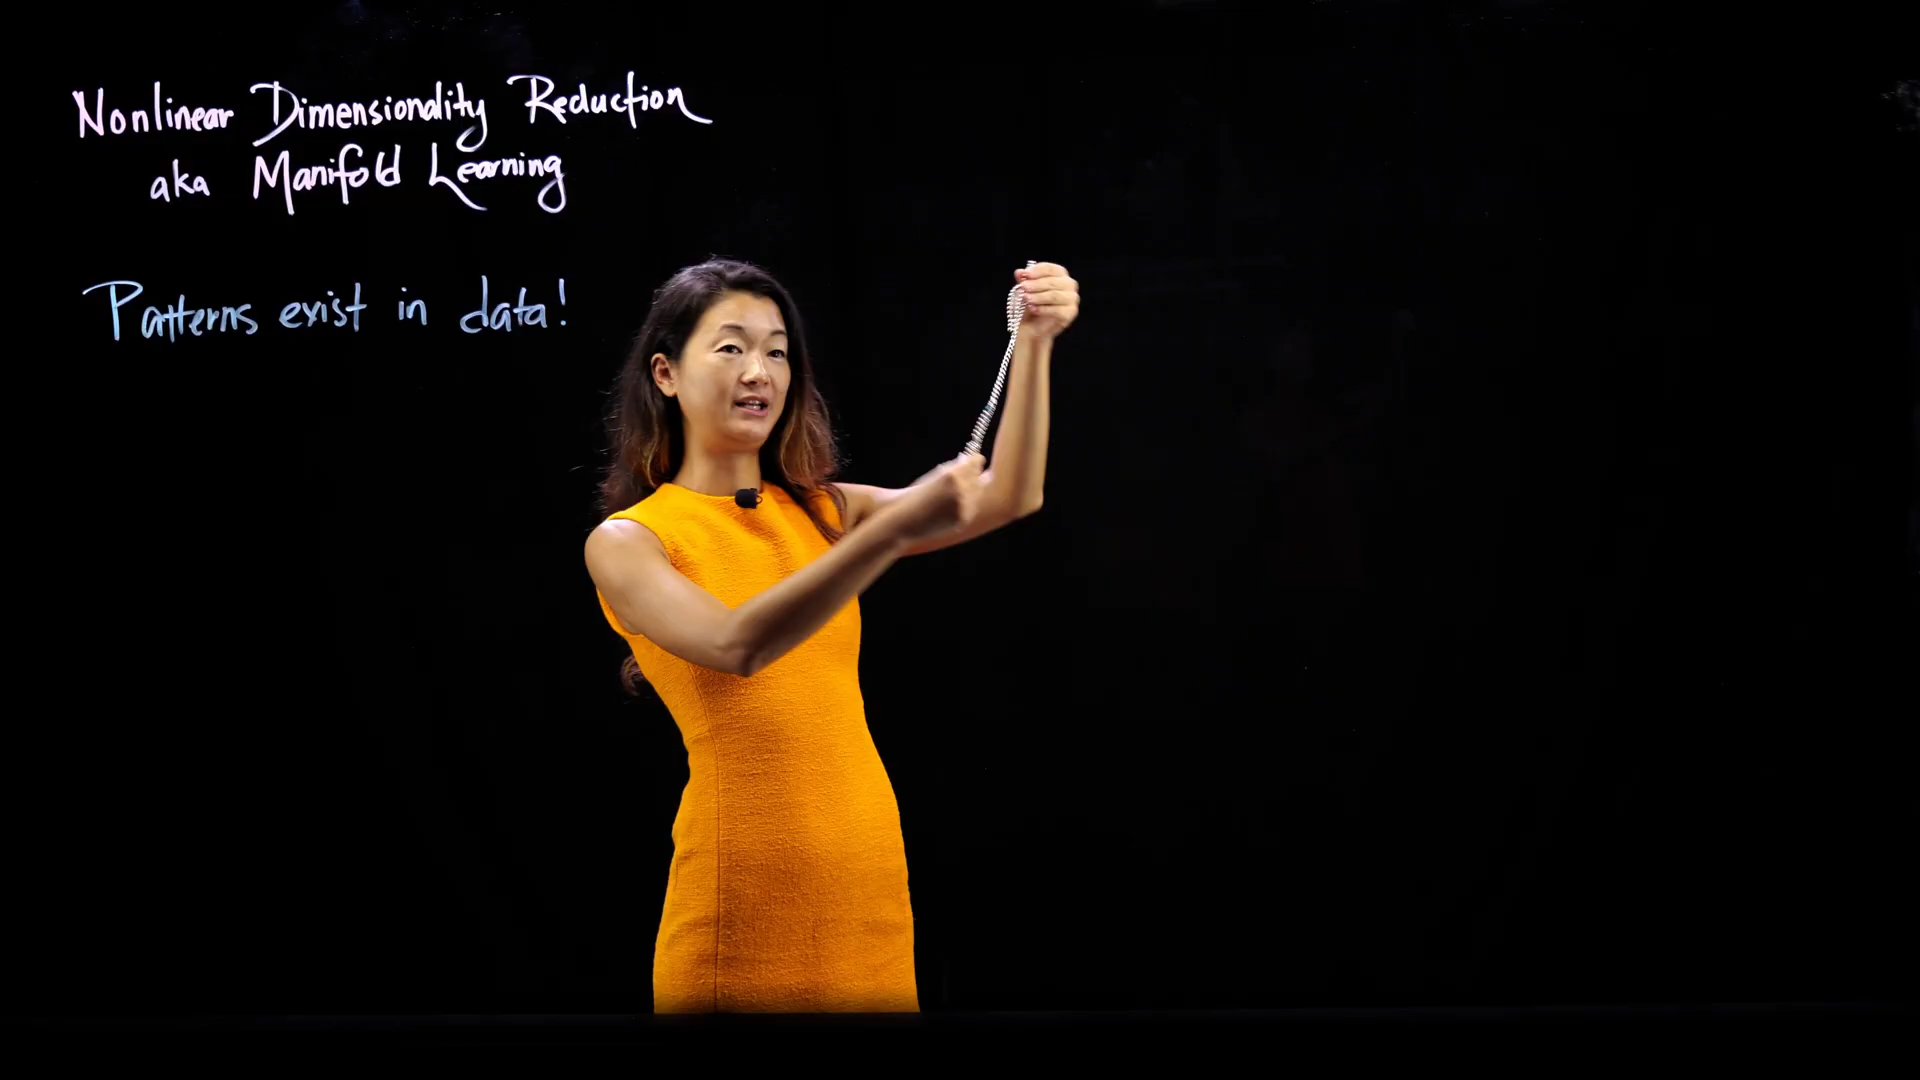 Nonlinear Dimensionality Reduction
aka Manifold Learning
Patterns exist in data!